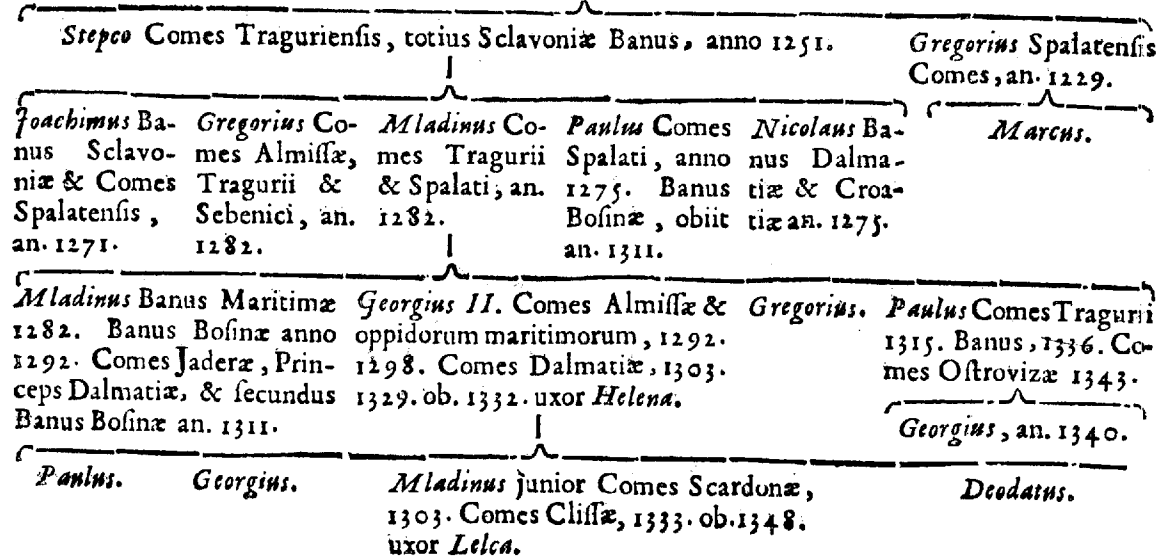 Stepco Comes Tragurienſis, totius Sclavoniæ Banus, anno 1251.
Gregorius Spalatenſis
Comes, an. 1229.
Joachimus Ba-
nus Sclavo-
niæ & Comes
Spalatenſis,
an. 1271.
Gregorius Co-
mes Almiſſæ,
Tragurii &
Sebenici, an.
1282.
Mladinus Co-
mes Tragurii
& Spalati, an.
1282.
Paulus Comes
Spalati, anno
1275. Banus
Boſinæ, obiit
an. 1311.
Nicolaus Ba-
nus Dalma-
tiæ & Croa-
tiæ an. 1275.
Marcus.
Mladinus Banus Maritimæ
1282. Banus Boſinæ anno
1292. Comes Jaderæ, Prin-
ceps Dalmatiæ, & ſecundus
Banus Boſinæ an. 1311.
Georgius II. Comes Almiſſæ &
oppidorum maritimorum, 1292.
1298. Comes Dalmatiæ, 1303.
1329. ob. 1332. uxor Helena.
Gregorius.
Paulus Comes Tragurii
1315. Banus, 1336. Co-
mes Oſtrovizæ 1343.
Georgius, an. 1340.
Paulus.
Georgius.
Mladinus junior Comes Scardonæ,
1303. Comes Cliſſæ, 1333. ob. 1348.
uxor Lelca.
Deodatus.